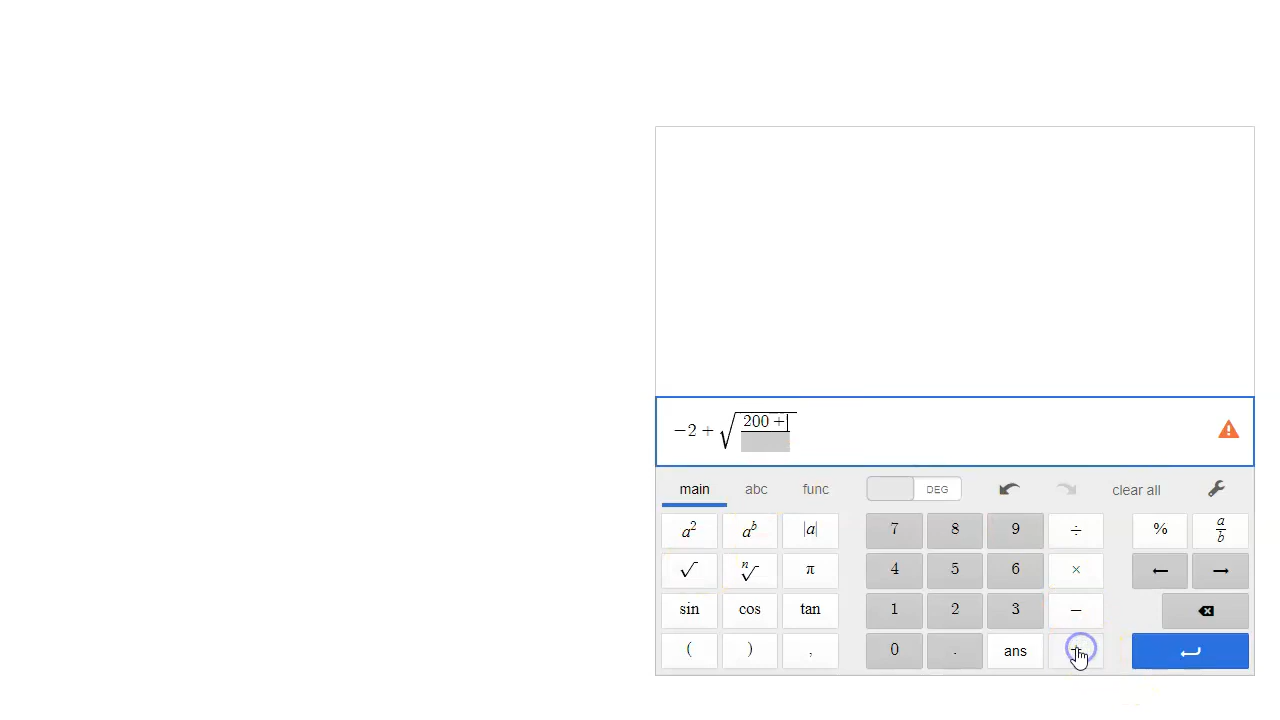 −2 + √ 200 +
main abc func DEG clear all
a² aᵇ |a| 7 8 9 ÷ % a/b
√ ⁿ√ π 4 5 6 × ← →
sin cos tan 1 2 3 −
( ) , 0 . ans